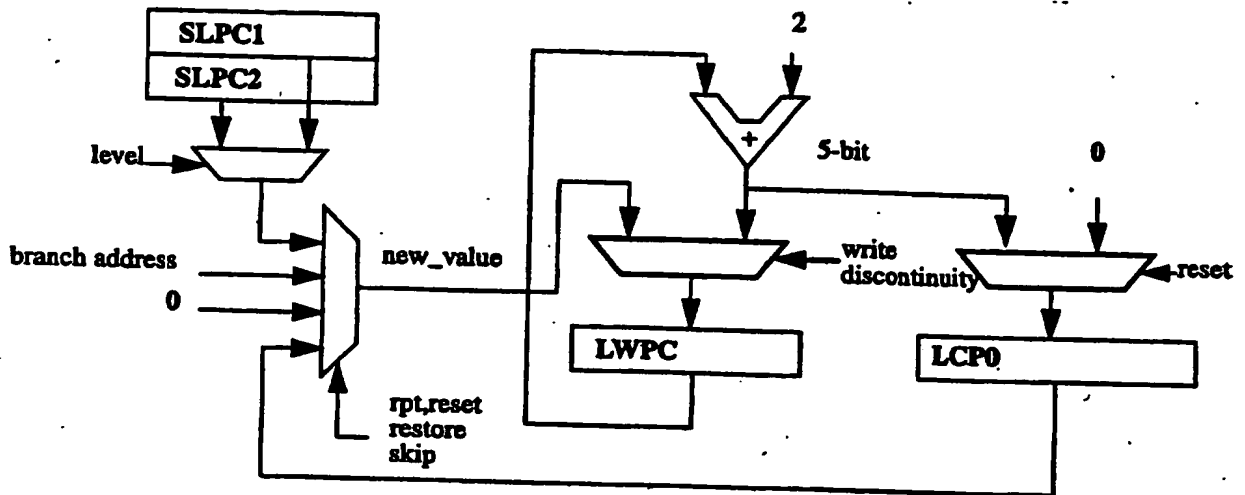 SLPC1
SLPC2
2
level
+
5-bit
0
branch address
new_value
0
write
discontinuity
reset
LWPC
LCP0
rpt,reset
restore
skip